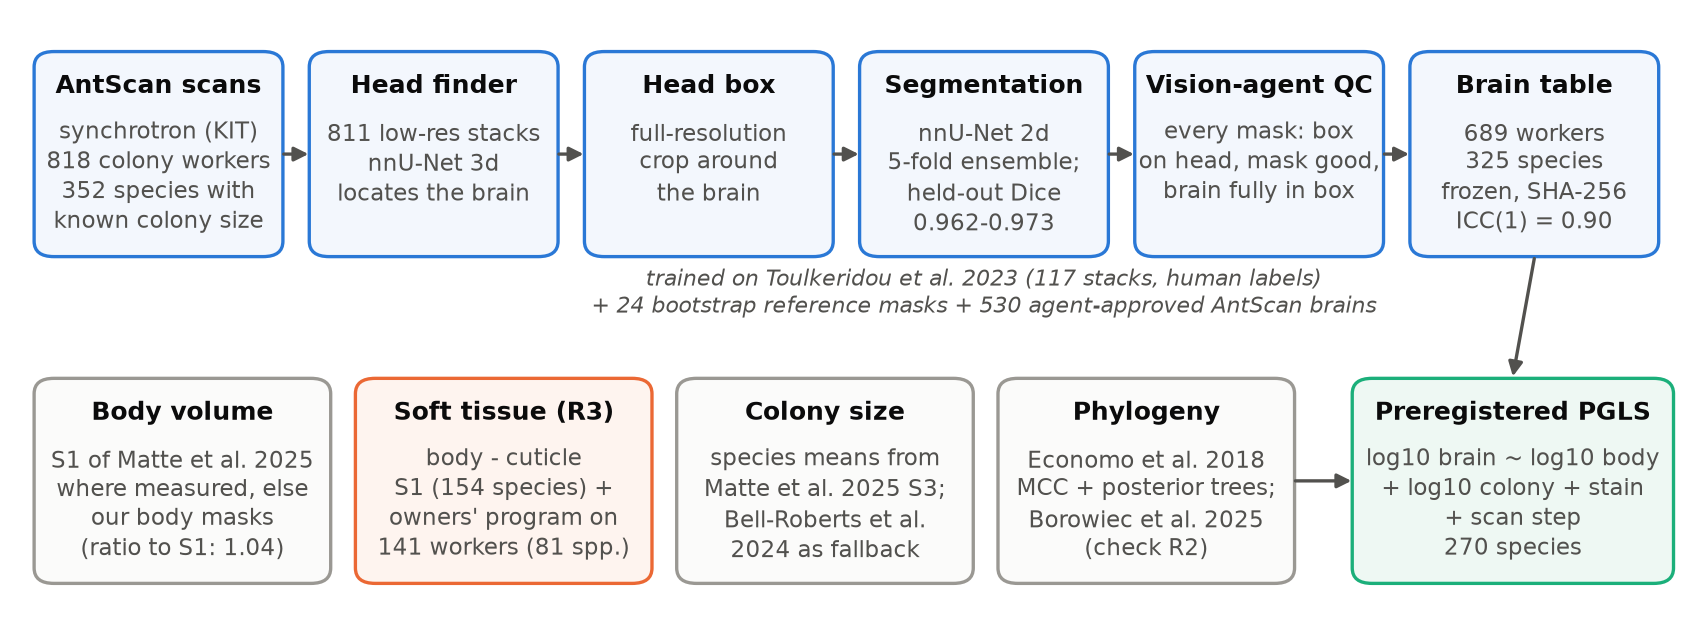 AntScan scans
synchrotron (KIT)
818 colony workers
352 species with
known colony size
Head finder
811 low-res stacks
nnU-Net 3d
locates the brain
Head box
full-resolution
crop around
the brain
Segmentation
nnU-Net 2d
5-fold ensemble;
held-out Dice
0.962-0.973
Vision-agent QC
every mask: box
on head, mask good,
brain fully in box
Brain table
689 workers
325 species
frozen, SHA-256
ICC(1) = 0.90
trained on Toulkeridou et al. 2023 (117 stacks, human labels)
+ 24 bootstrap reference masks + 530 agent-approved AntScan brains
Body volume
S1 of Matte et al. 2025
where measured, else
our body masks
(ratio to S1: 1.04)
Soft tissue (R3)
body - cuticle
S1 (154 species) +
owners' program on
141 workers (81 spp.)
Colony size
species means from
Matte et al. 2025 S3;
Bell-Roberts et al.
2024 as fallback
Phylogeny
Economo et al. 2018
MCC + posterior trees;
Borowiec et al. 2025
(check R2)
Preregistered PGLS
log10 brain ~ log10 body
+ log10 colony + stain
+ scan step
270 species